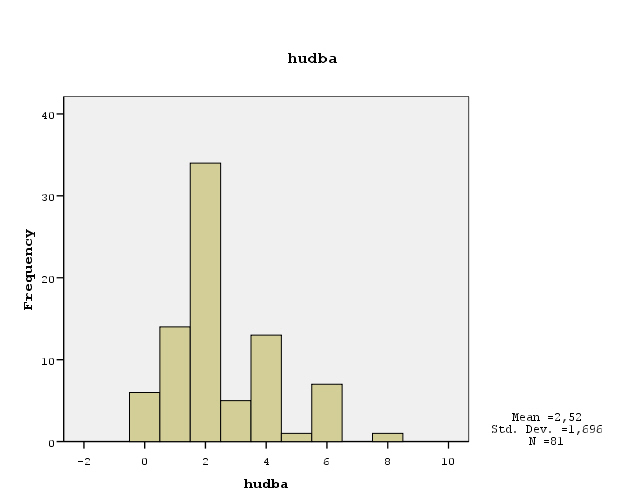 hudba
40
30
20
10
0
Frequency
-2 0 2 4 6 8 10
hudba
Mean =2,52
Std. Dev. =1,696
N =81